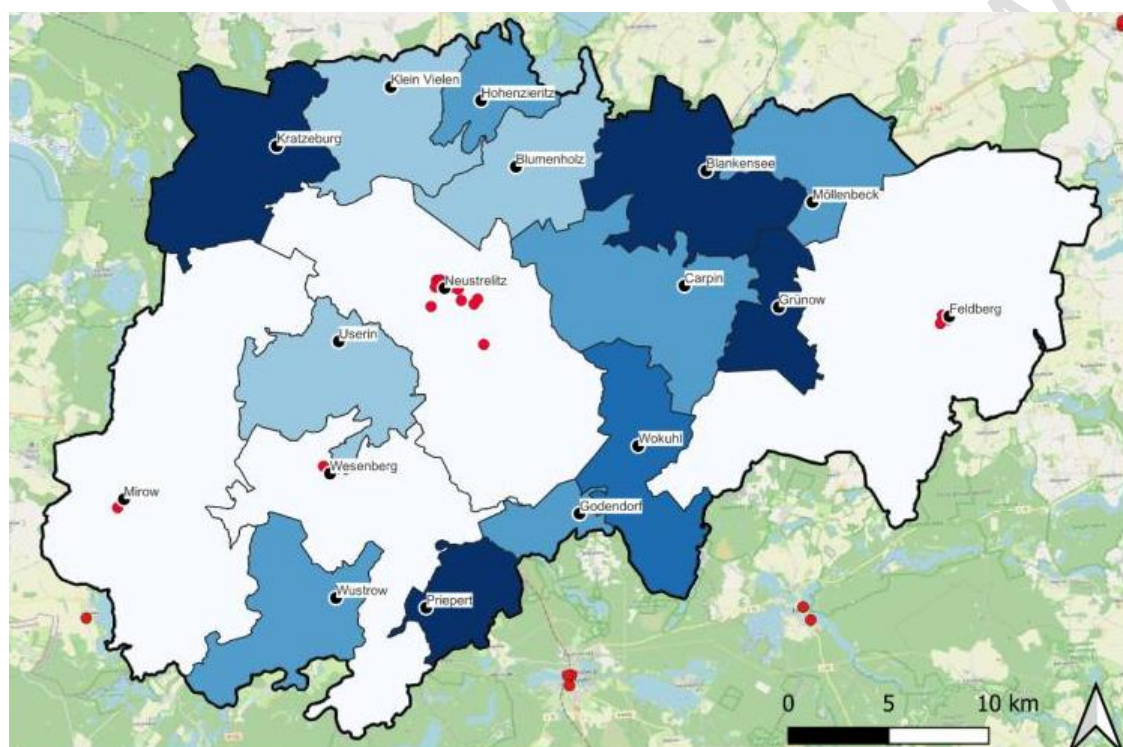 Klein Vielen
Hohenzieritz
Kratzeburg
Blumenholz
Blankensee
Möllenbeck
Neustrelitz
Carpin
Grünow
Feldberg
Userin
Wokuhl
Wesenberg
Mirow
Godendorf
Wustrow
Priepert
0 5 10 km